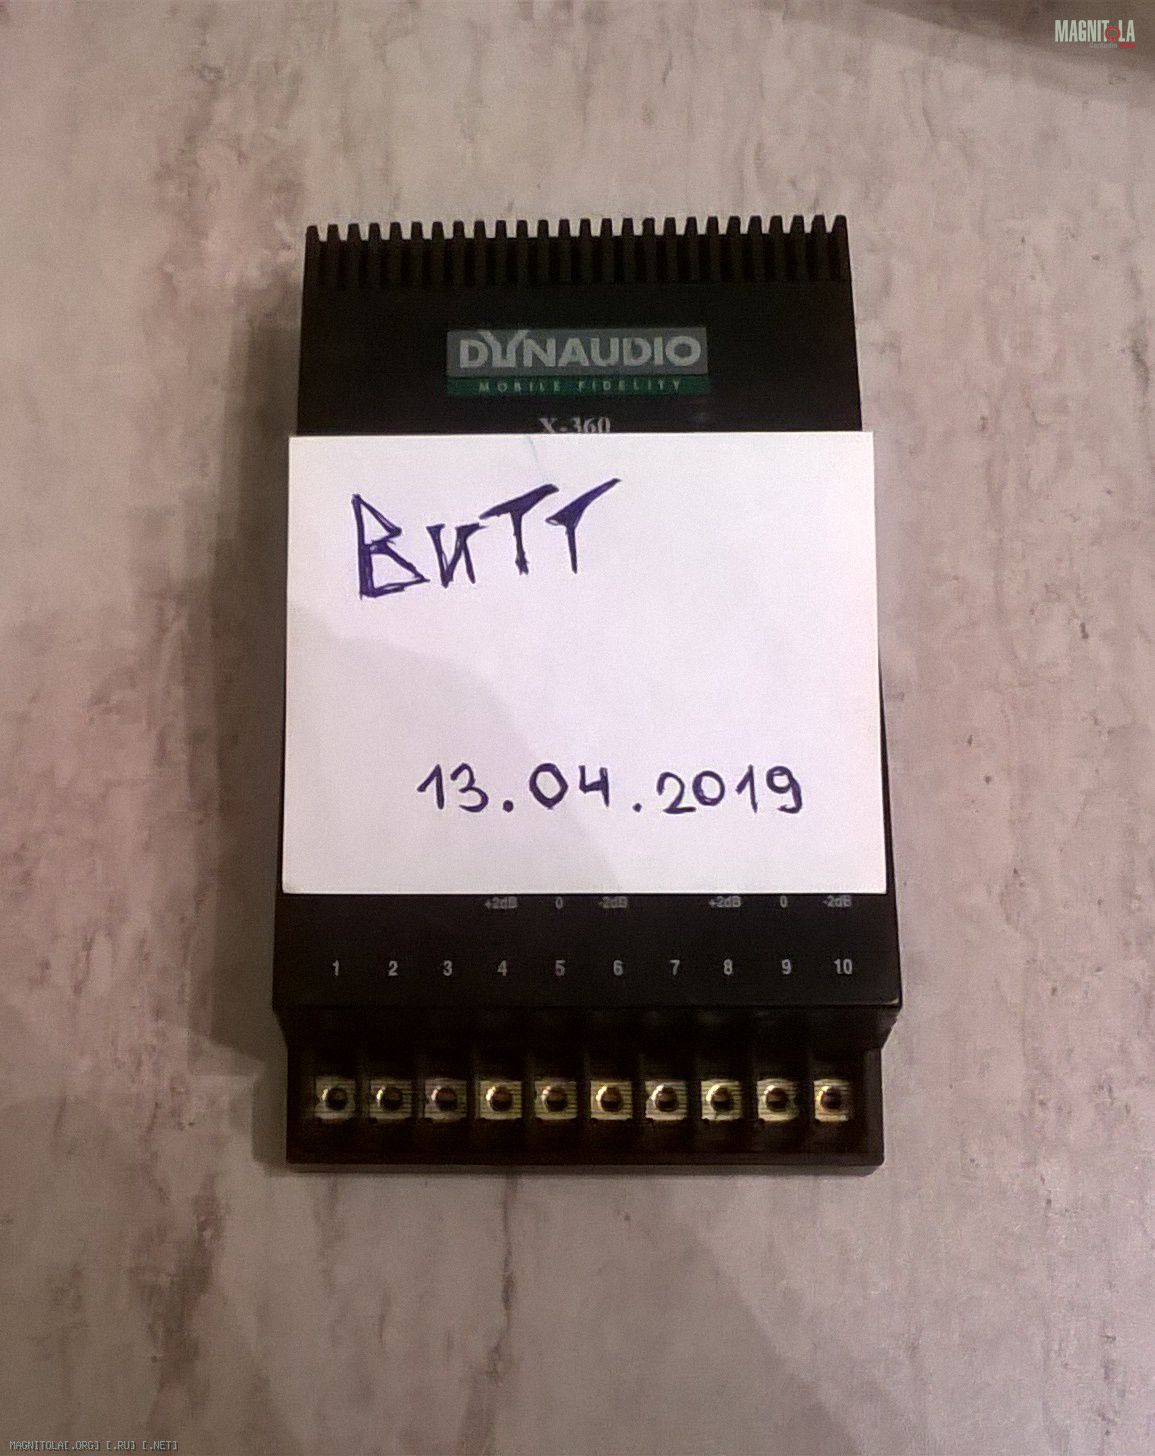 MAGNITOLA
DYNAUDIO
MOBILE FIDELITY
X-360
ВиТТ
13.04.2019
+2dB 0 -2dB +2dB 0 -2dB
1 2 3 4 5 6 7 8 9 10
MAGNITOLA[.ORG] [.RU] [.NET]